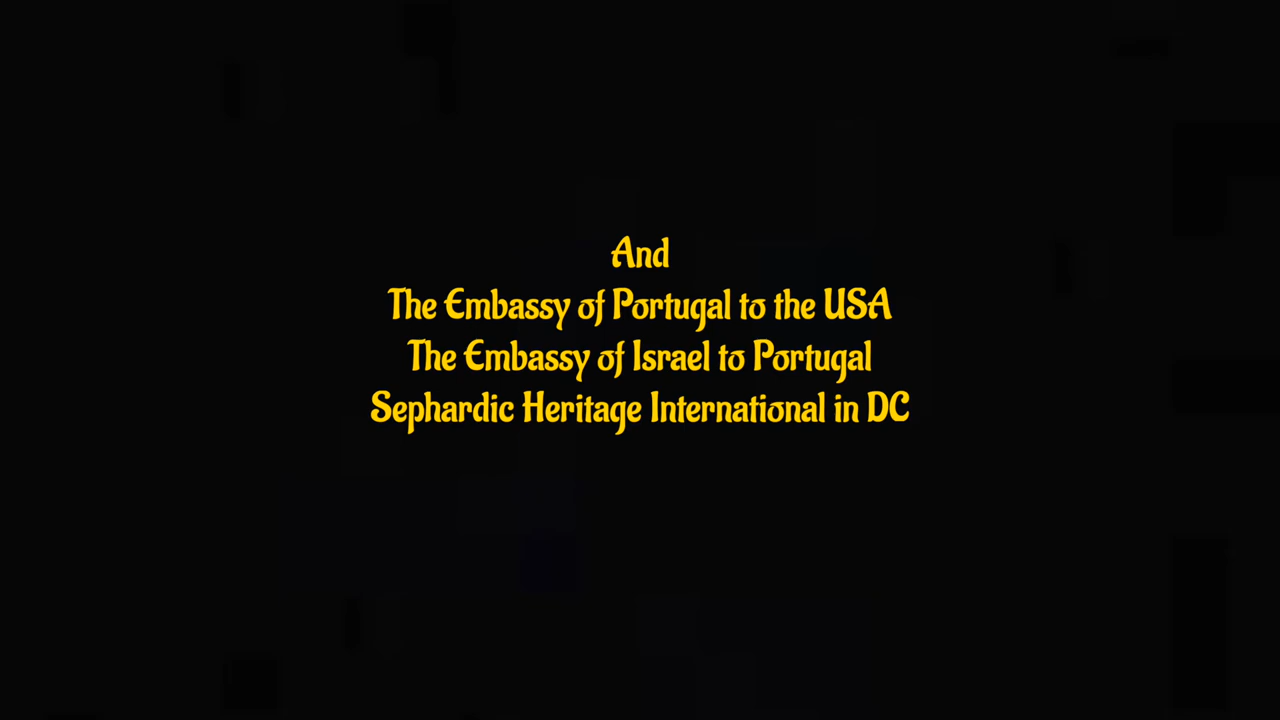 And
The Embassy of Portugal to the USA
The Embassy of Israel to Portugal
Sephardic Heritage International in DC